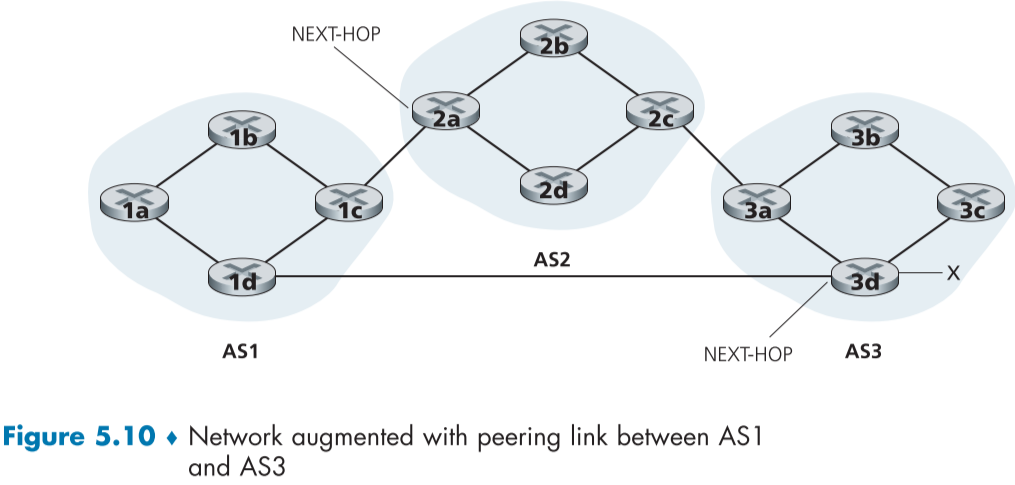 NEXT-HOP
2b
2a
2c
2d
1b
1a
1c
1d
3b
3a
3c
3d
X
AS2
NEXT-HOP
AS1
AS3
Figure 5.10 ♦ Network augmented with peering link between AS1
and AS3